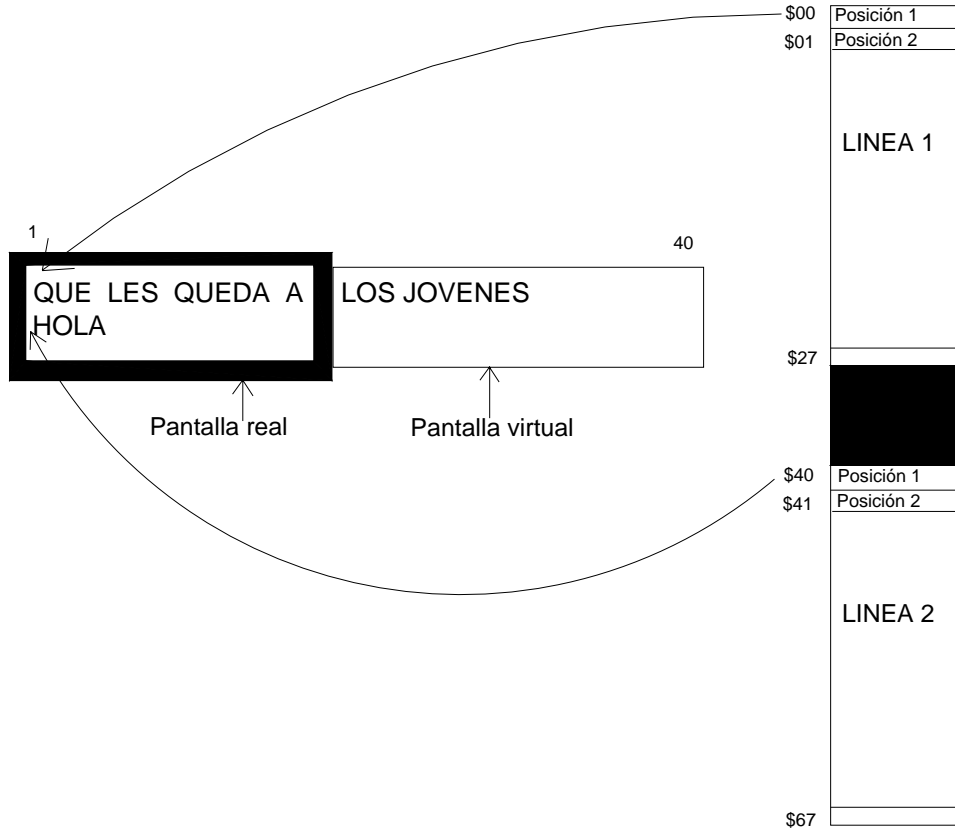 $00 Posición 1
$01 Posición 2
LINEA 1
1
40
QUE LES QUEDA A LOS JOVENES
HOLA
$27
Pantalla real
Pantalla virtual
$40 Posición 1
$41 Posición 2
LINEA 2
$67